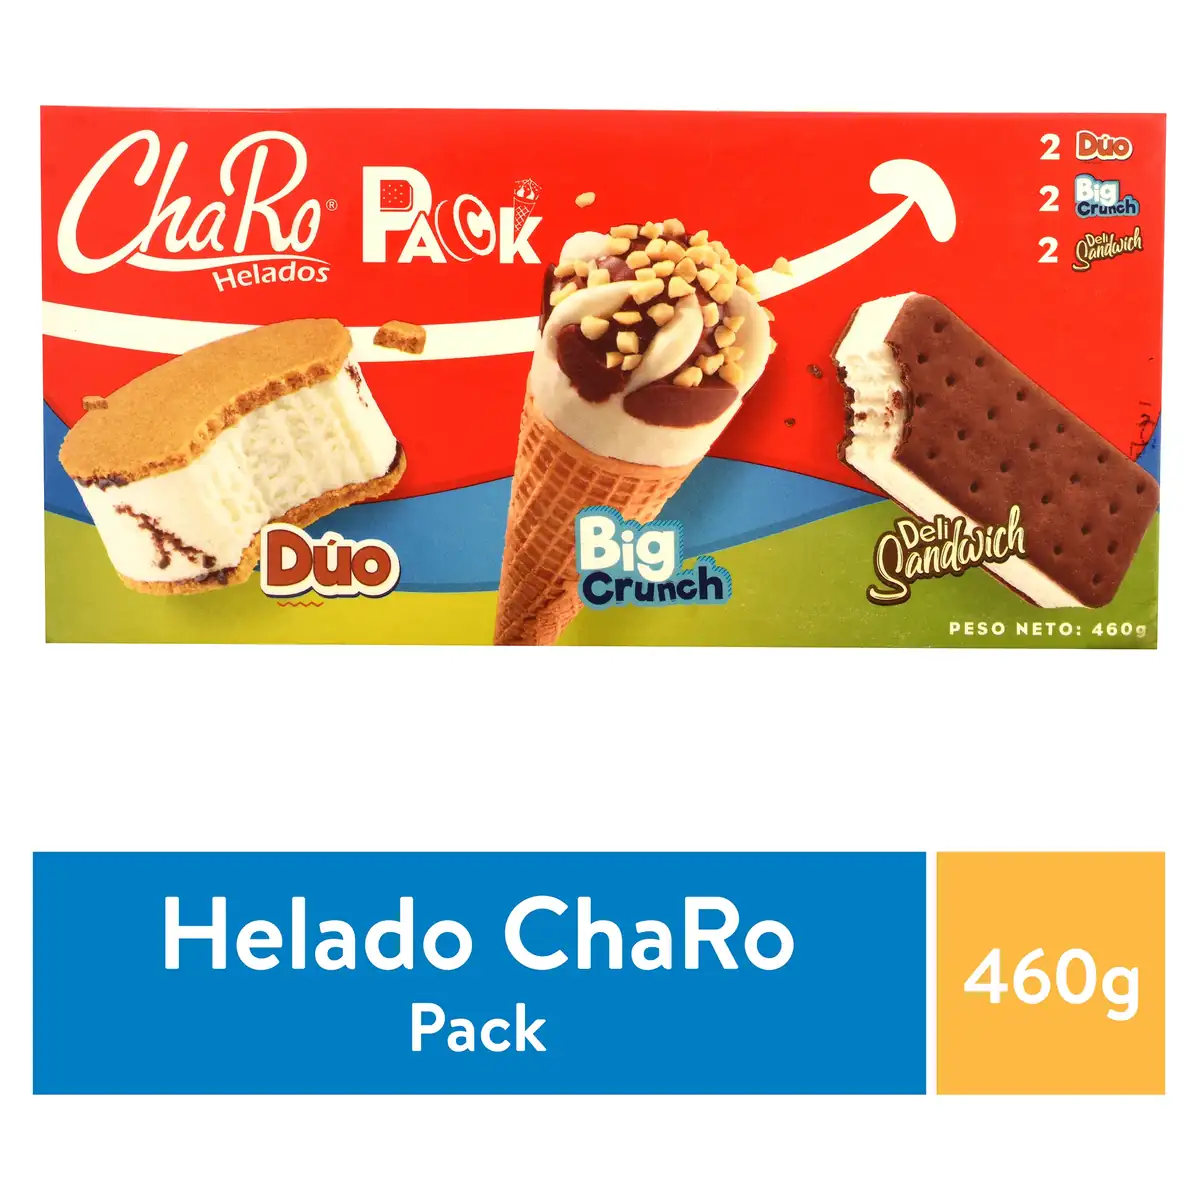 ChaRo®
Helados
Pack
2 Dúo
2 Big Crunch
2 Deli Sandwich
Dúo
Big
Crunch
Deli
Sandwich
PESO NETO: 460g
Helado ChaRo
Pack
460g